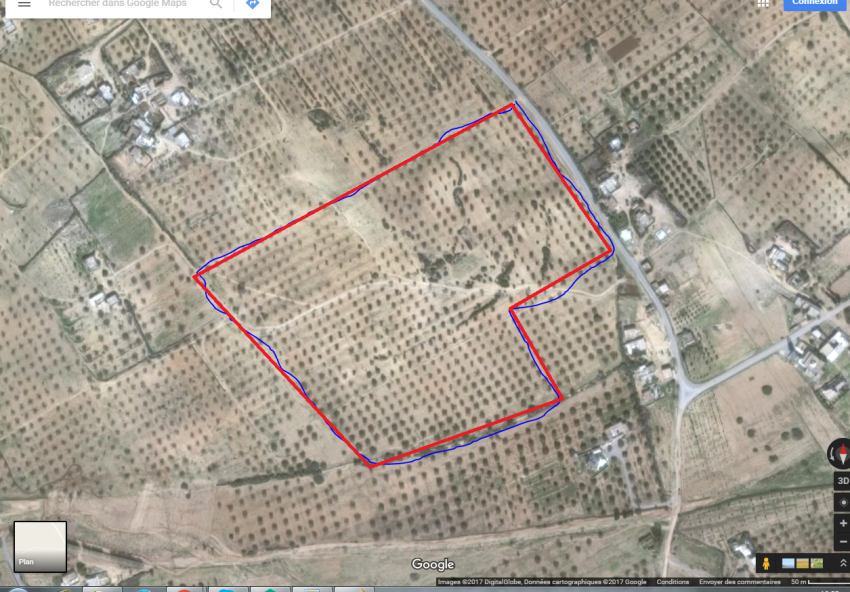 Rechercher dans Google Maps
Connexion
3D
Plan
Google
Images ©2017 DigitalGlobe, Données cartographiques ©2017 Google Conditions Envoyer des commentaires 50 m